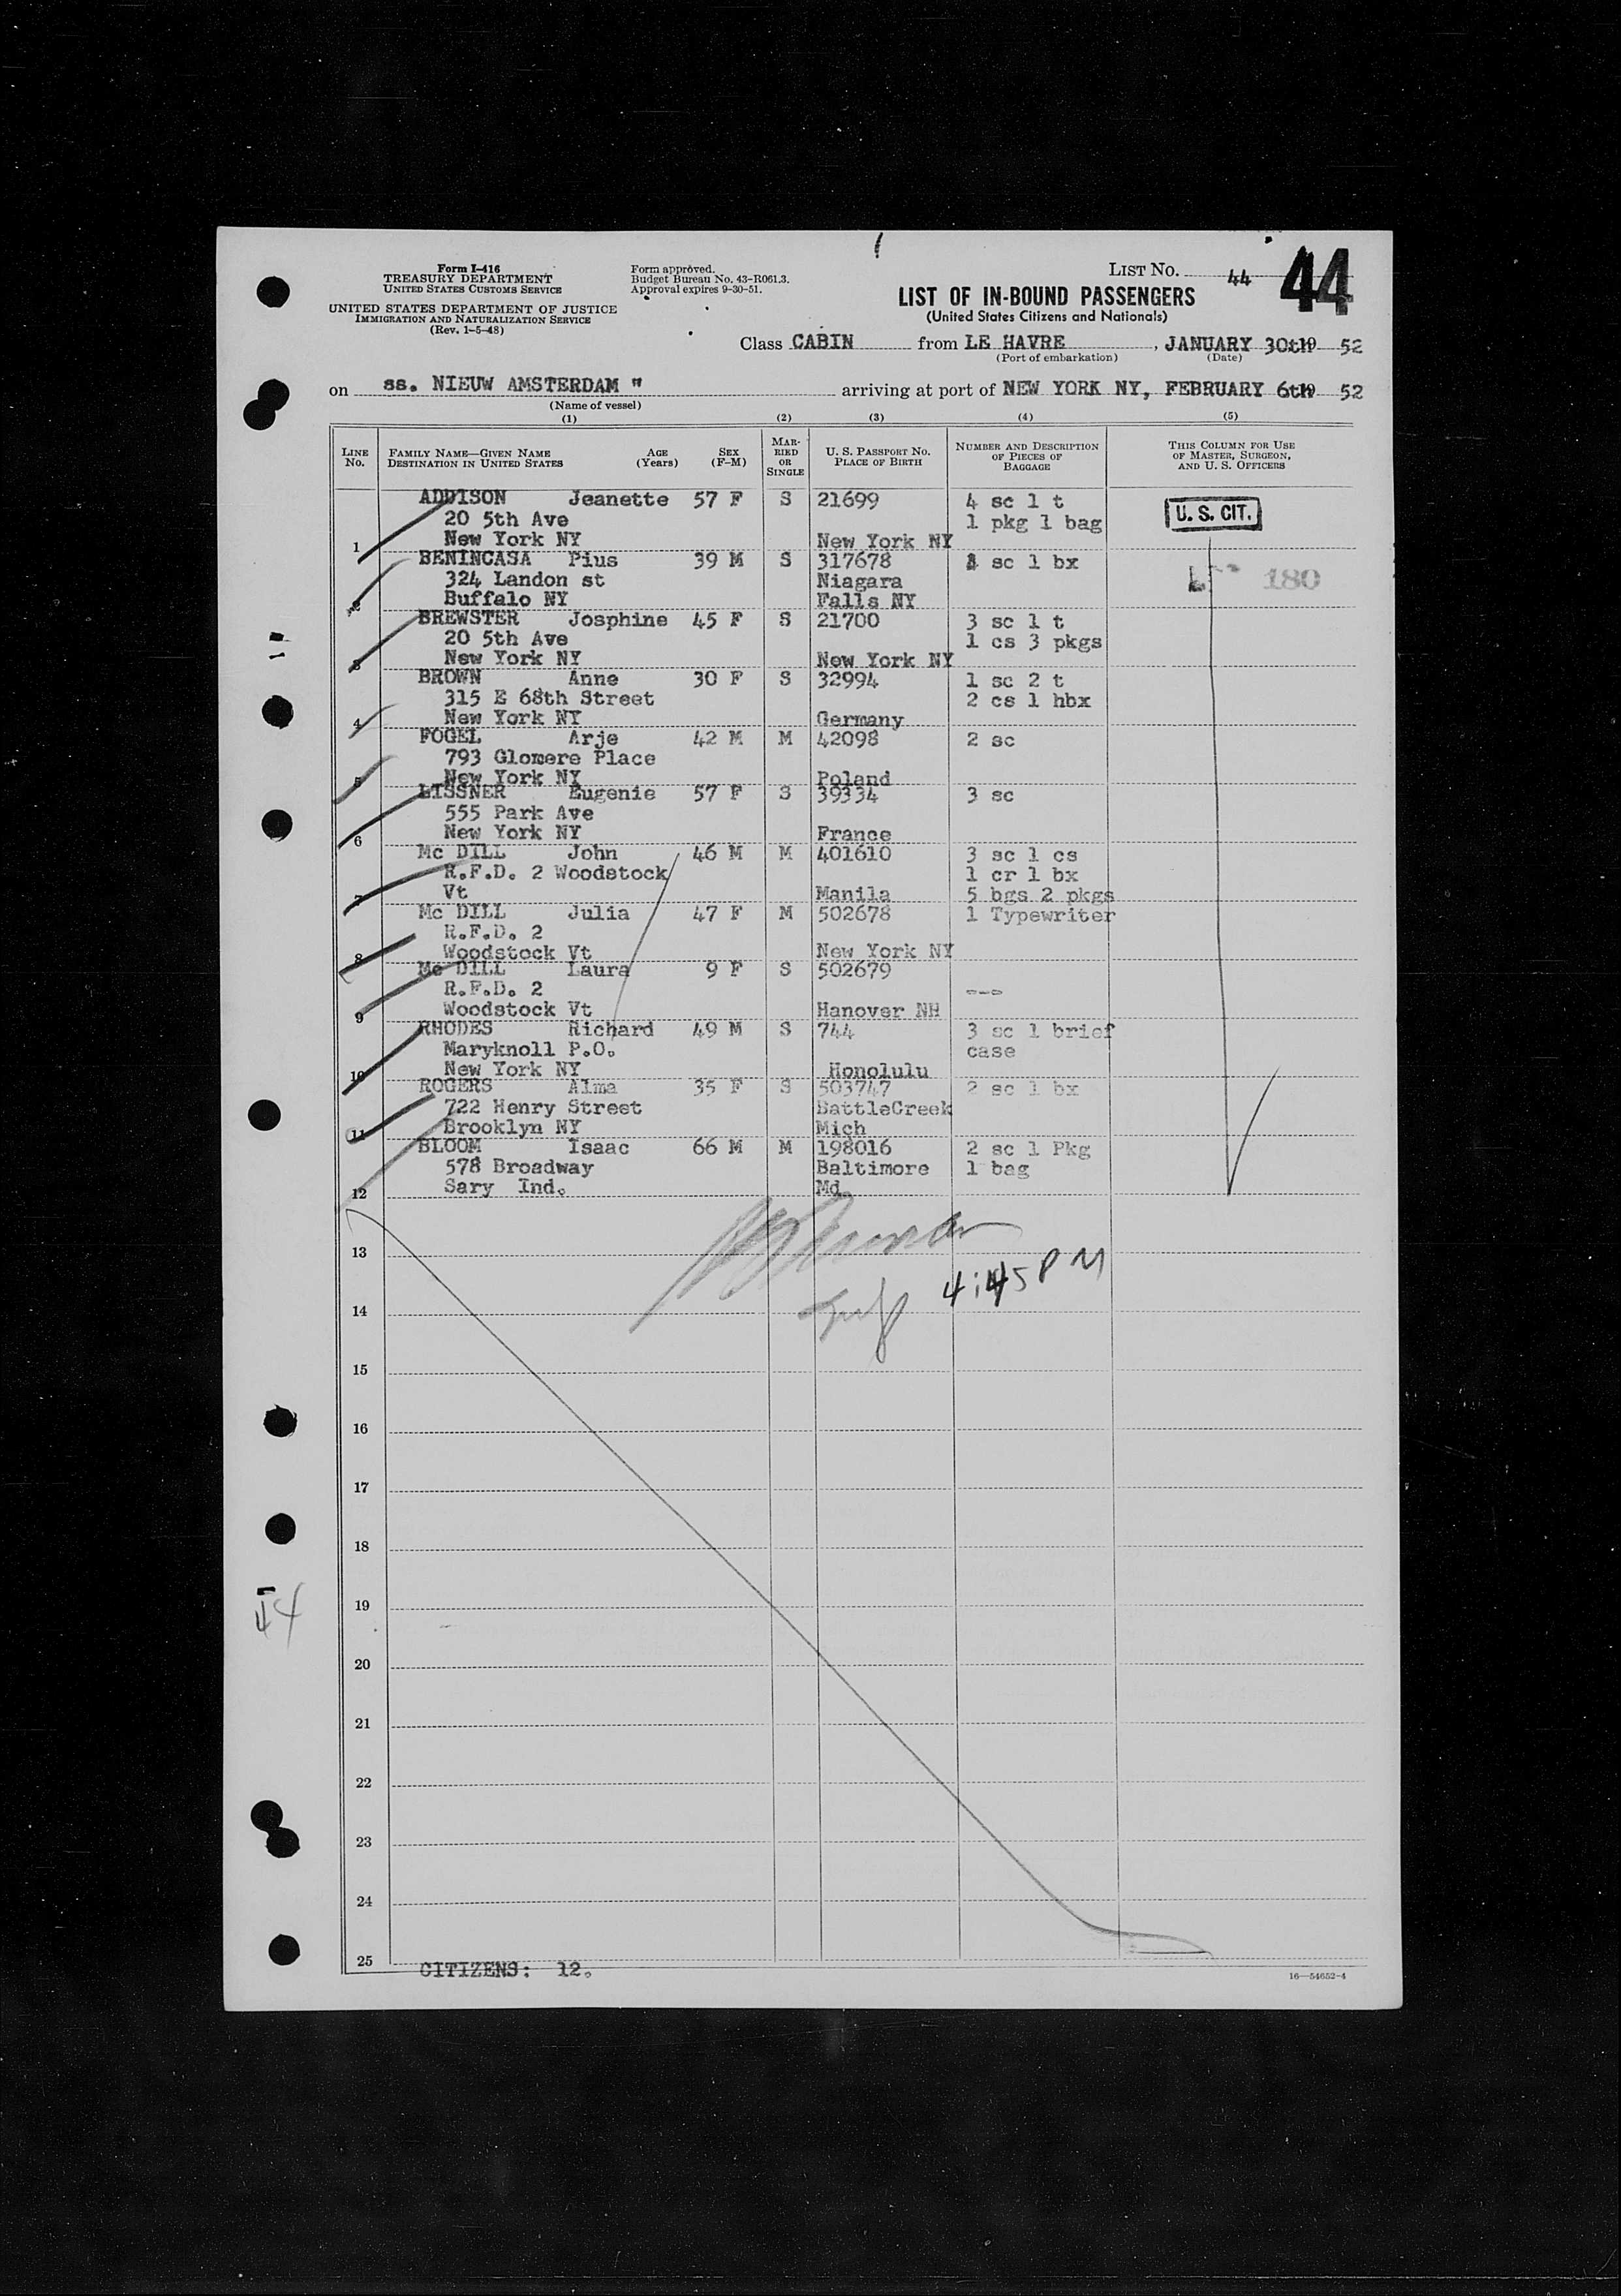 Form I-416
TREASURY DEPARTMENT
UNITED STATES CUSTOMS SERVICE
UNITED STATES DEPARTMENT OF JUSTICE
IMMIGRATION AND NATURALIZATION SERVICE
(Rev. 1-5-48)
Form approved.
Budget Bureau No. 43-R061.3.
Approval expires 9-30-51.
LIST NO. 44 44
LIST OF IN-BOUND PASSENGERS
(United States Citizens and Nationals)
Class CABIN from LE HAVRE, JANUARY 30th 52
(Port of embarkation) (Date)
on ss. NIEUW AMSTERDAM " arriving at port of NEW YORK NY, FEBRUARY 6th 52
(Name of vessel)
(1) (2) (3) (4) (5)
LINE NO. FAMILY NAME—GIVEN NAME DESTINATION IN UNITED STATES AGE (Years) SEX (F-M) MARRIED OR SINGLE U. S. PASSPORT NO. PLACE OF BIRTH NUMBER AND DESCRIPTION OF PIECES OF BAGGAGE THIS COLUMN FOR USE OF MASTER, SURGEON, AND U. S. OFFICERS
ADDISON Jeanette 57 F S 21699 4 sc 1 t U. S. CIT.
20 5th Ave 1 pkg 1 bag
1 New York NY New York NY
BENINCASA Pius 39 M S 317678 sc 1 bx
324 Landon st Niagara 180
2 Buffalo NY Falls NY
BREWSTER Josphine 45 F S 21700 3 sc 1 t
20 5th Ave 1 cs 3 pkgs
3 New York NY New York NY
BROWN Anne 30 F S 32994 1 sc 2 t
315 E 68th Street 2 cs 1 hbx
4 New York NY Germany
FOGEL Arje 42 M M 42098 2 sc
793 Glomere Place
5 New York NY Poland
LISSNER Eugenie 57 F S 39334 3 sc
555 Park Ave
6 New York NY France
Mc DILL John 46 M M 401610 3 sc 1 cs
R.F.D. 2 Woodstock 1 cr 1 bx
7 Vt Manila 5 bgs 2 pkgs
Mc DILL Julia 47 F M 502678 1 Typewriter
R.F.D. 2
8 Woodstock Vt New York NY
Mc DILL Laura 9 F S 502679
R.F.D. 2 ---
9 Woodstock Vt Hanover NH
RHODES Richard 49 M S 744 3 sc 1 brief
Maryknoll P.O. case
10 New York NY Honolulu
ROGERS Alma 35 F S 503747 2 sc 1 bx
722 Henry Street BattleCreek
11 Brooklyn NY Mich
BLOOM Isaac 66 M M 198016 2 sc 1 Pkg
578 Broadway Baltimore 1 bag
12 Sary Ind. Md.
13
4:45 PM
14
15
16
17
18
19
44
20
21
22
23
24
25
CITIZENS: 12.
16—54652-4